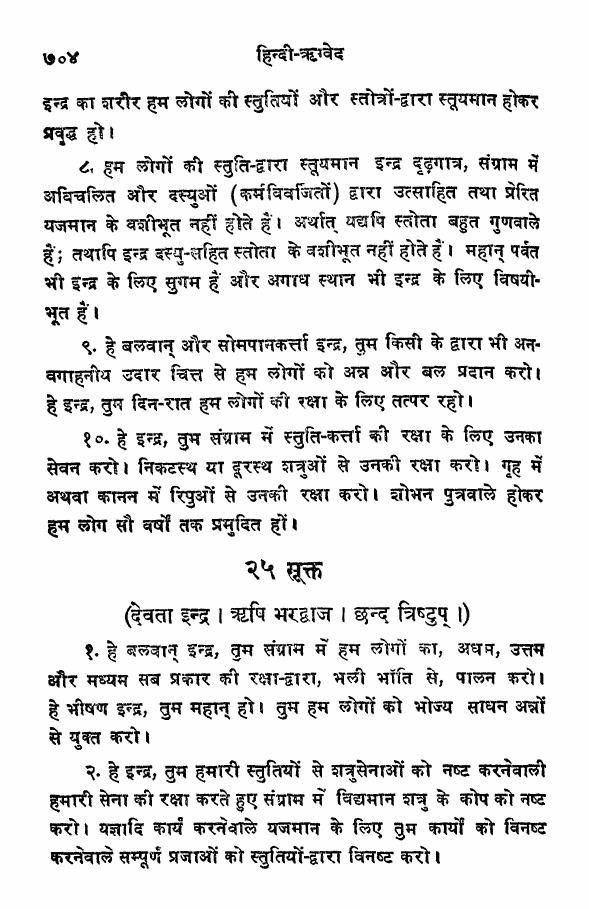 ७०४ हिन्दी-ऋग्वेद
इन्द्र का शरीर हम लोगों की स्तुतियों और स्तोत्रों-द्वारा स्तूयमान होकर
प्रवृद्ध हो।
८. हम लोगों की स्तुति-द्वारा स्तूयमान इन्द्र दृढ़गात्र, संग्राम में
अविचलित और दस्युओं (कर्मविवर्जितों) द्वारा उत्साहित तथा प्रेरित
यजमान के वशीभूत नहीं होते हैं। अर्थात् यद्यपि स्तोता बहुत गुणवाले
हैं; तथापि इन्द्र दस्यु-सहित स्तोता के वशीभूत नहीं होते हैं। महान् पर्वत
भी इन्द्र के लिए सुगम हैं और अगाध स्थान भी इन्द्र के लिए विषयी-
भूत हैं।
९. हे बलवान् और सोमपानकर्त्ता इन्द्र, तुम किसी के द्वारा भी अन-
वगाहनीय उदार चित्त से हम लोगों को अन्न और बल प्रदान करो।
हे इन्द्र, तुम दिन-रात हम लोगों की रक्षा के लिए तत्पर रहो।
१०. हे इन्द्र, तुम संग्राम में स्तुति-कर्त्ता की रक्षा के लिए उनका
सेवन करो। निकटस्थ या दूरस्थ शत्रुओं से उनकी रक्षा करो। गृह में
अथवा कानन में रिपुओं से उनकी रक्षा करो। शोभन पुत्रवाले होकर
हम लोग सौ वर्षों तक प्रमुदित हों।
२५ सूक्त
(देवता इन्द्र। ऋषि भरद्वाज। छन्द त्रिष्टुप्।)
१. हे बलवान् इन्द्र, तुम संग्राम में हम लोगों का, अधम, उत्तम
और मध्यम सब प्रकार की रक्षा-द्वारा, भली भाँति से, पालन करो।
हे भीषण इन्द्र, तुम महान् हो। तुम हम लोगों को भोज्य साधन अन्नों
से युक्त करो।
२. हे इन्द्र, तुम हमारी स्तुतियों से शत्रुसेनाओं को नष्ट करनेवाली
हमारी सेना की रक्षा करते हुए संग्राम में विद्यमान शत्रु के कोप को नष्ट
करो। यज्ञादि कार्य करनेवाले यजमान के लिए तुम कार्यों को विनष्ट
करनेवाले सम्पूर्ण प्रजाओं को स्तुतियों-द्वारा विनष्ट करो।